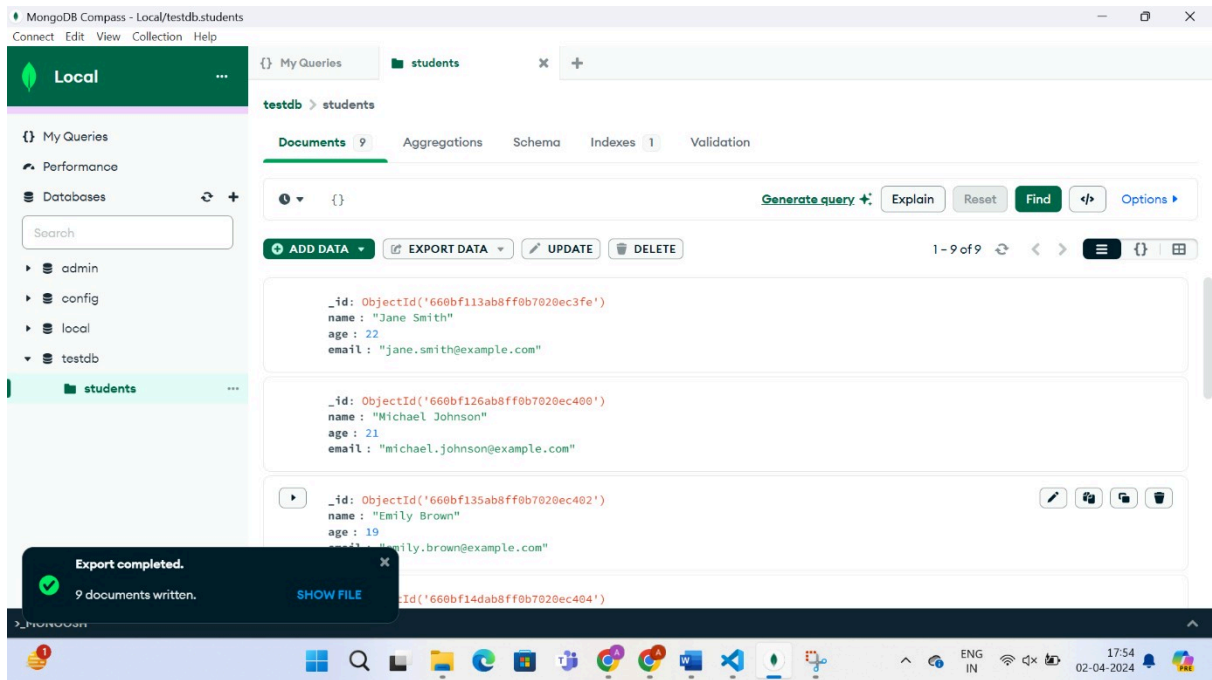 MongoDB Compass - Local/testdb.students
Connect Edit View Collection Help
Local
{} My Queries
students
testdb > students
{} My Queries
Performance
Databases
Search
admin
config
local
testdb
students
Documents 9 Aggregations Schema Indexes 1 Validation
{} Generate query Explain Reset Find </> Options
ADD DATA EXPORT DATA UPDATE DELETE 1 – 9 of 9 {}
_id: ObjectId('660bf113ab8ff0b7020ec3fe')
name : "Jane Smith"
age : 22
email : "jane.smith@example.com"
_id: ObjectId('660bf126ab8ff0b7020ec400')
name : "Michael Johnson"
age : 21
email : "michael.johnson@example.com"
_id: ObjectId('660bf135ab8ff0b7020ec402')
name : "Emily Brown"
age : 19
email : "emily.brown@example.com"
'660bf14dab8ff0b7020ec404')
Export completed.
9 documents written. SHOW FILE
>_MONGOSH
1
ENG
IN
17:54
02-04-2024
PRE